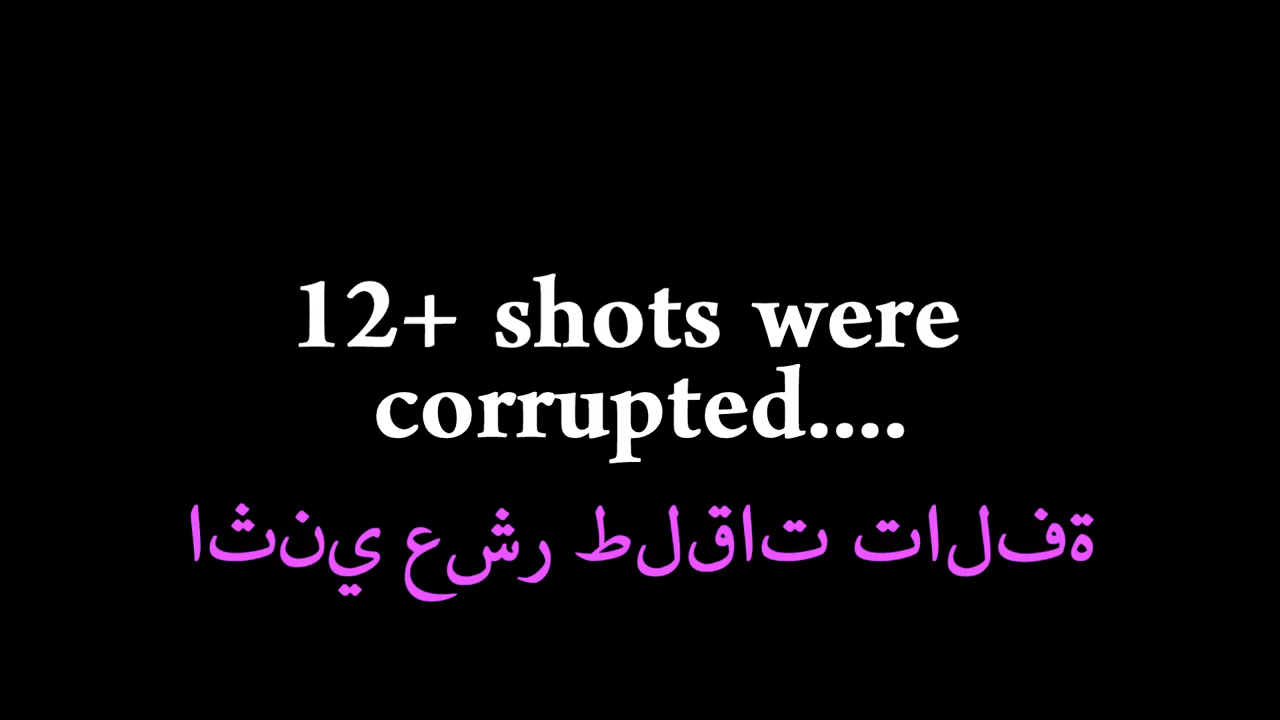 12+ shots were
corrupted....
اثني عشر طلقات تالفة